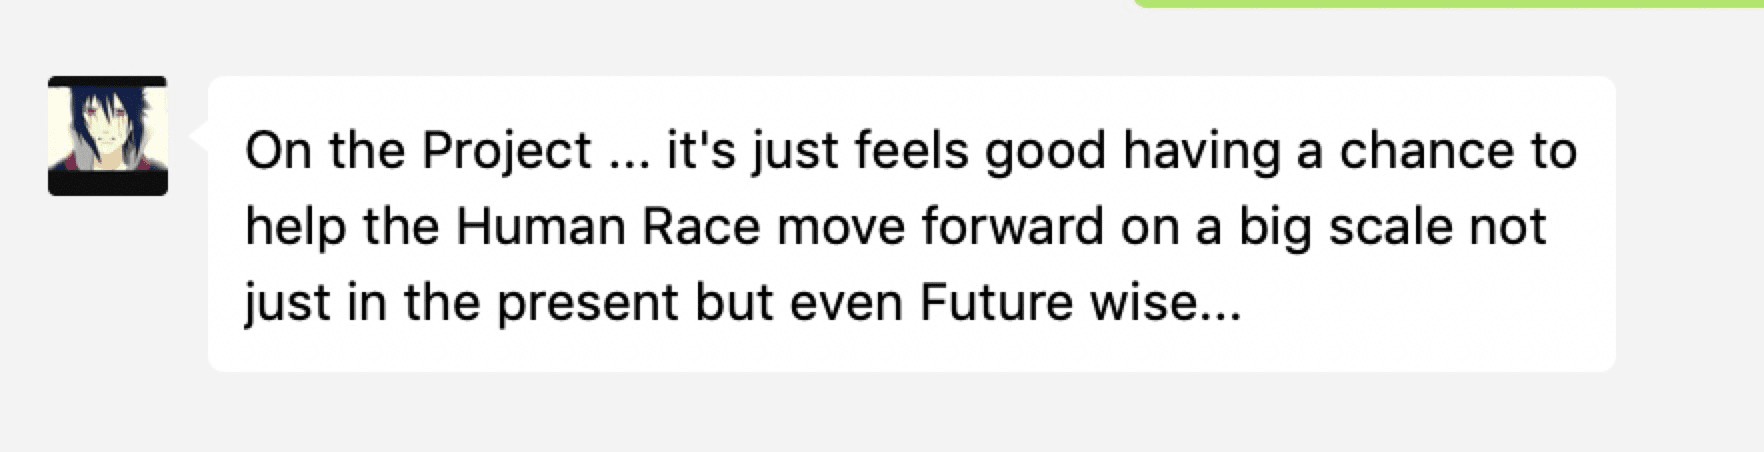 On the Project ... it's just feels good having a chance to
help the Human Race move forward on a big scale not
just in the present but even Future wise...